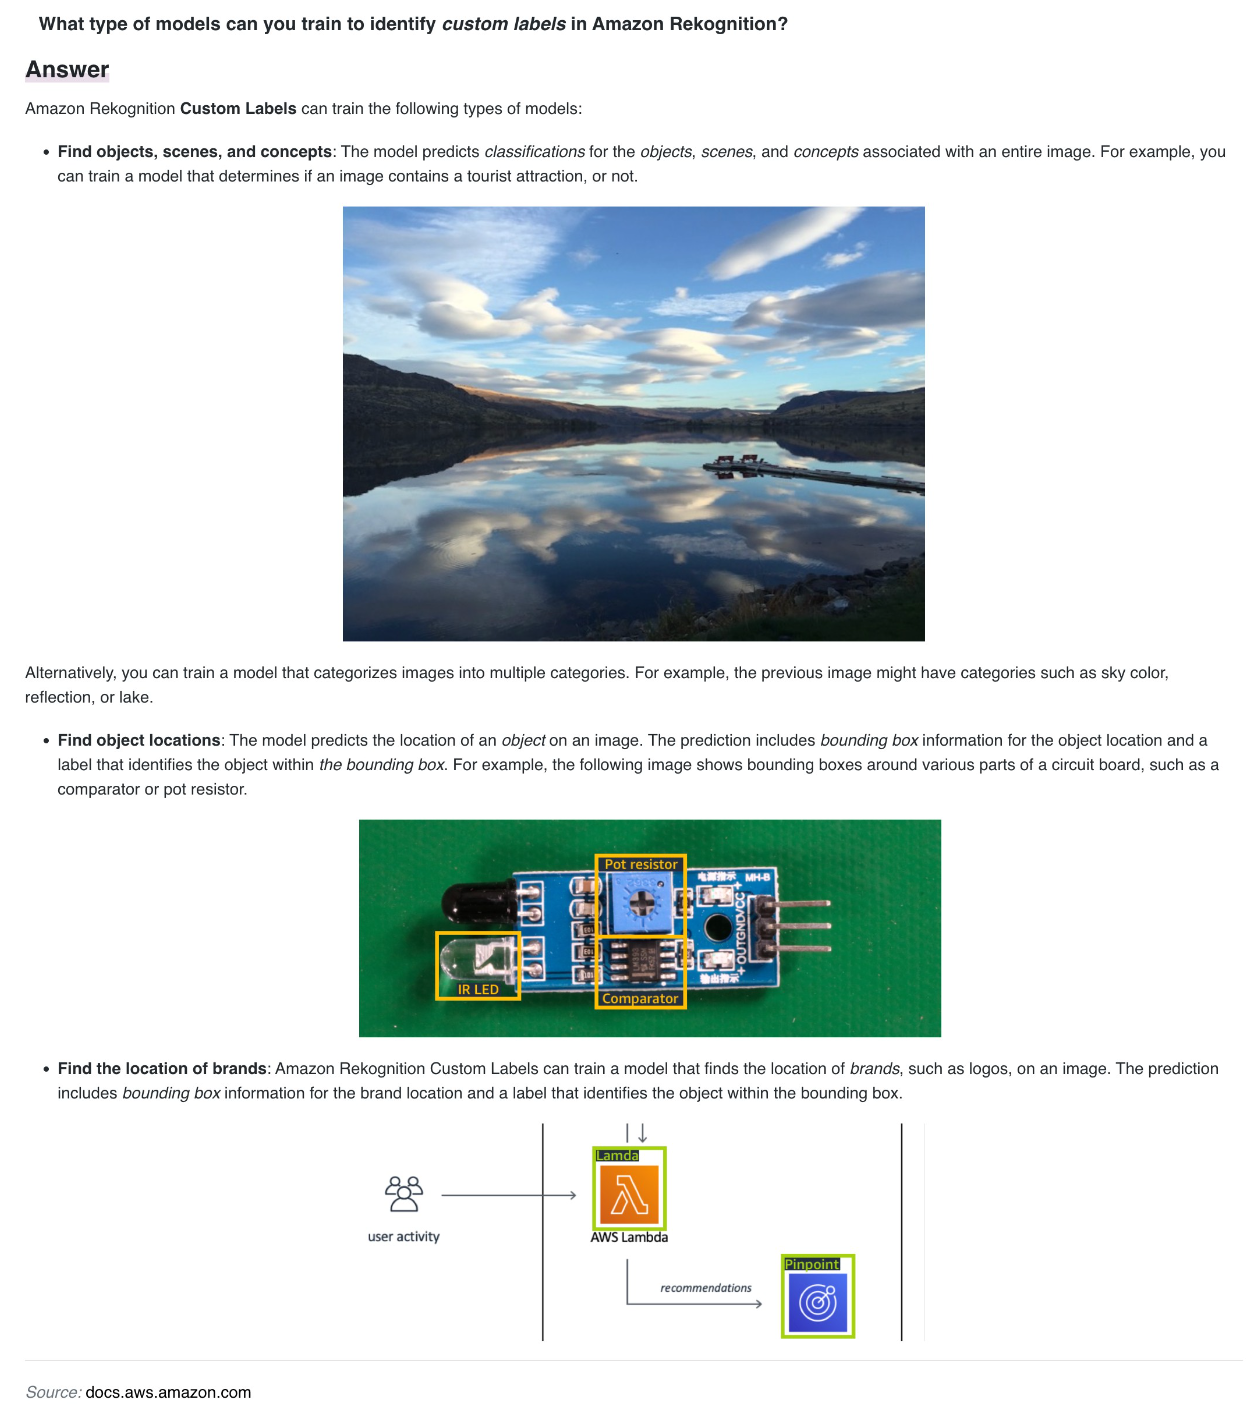 What type of models can you train to identify custom labels in Amazon Rekognition?
Answer
Amazon Rekognition Custom Labels can train the following types of models:
• Find objects, scenes, and concepts: The model predicts classifications for the objects, scenes, and concepts associated with an entire image. For example, you
can train a model that determines if an image contains a tourist attraction, or not.
Alternatively, you can train a model that categorizes images into multiple categories. For example, the previous image might have categories such as sky color,
reflection, or lake.
• Find object locations: The model predicts the location of an object on an image. The prediction includes bounding box information for the object location and a
label that identifies the object within the bounding box. For example, the following image shows bounding boxes around various parts of a circuit board, such as a
comparator or pot resistor.
Pot resistor
电源指示 MH-B
VCC
GND
OUT
IR LED
Comparator
输出指示
• Find the location of brands: Amazon Rekognition Custom Labels can train a model that finds the location of brands, such as logos, on an image. The prediction
includes bounding box information for the brand location and a label that identifies the object within the bounding box.
Lamda
user activity
AWS Lambda
Pinpoint
recommendations
Source: docs.aws.amazon.com